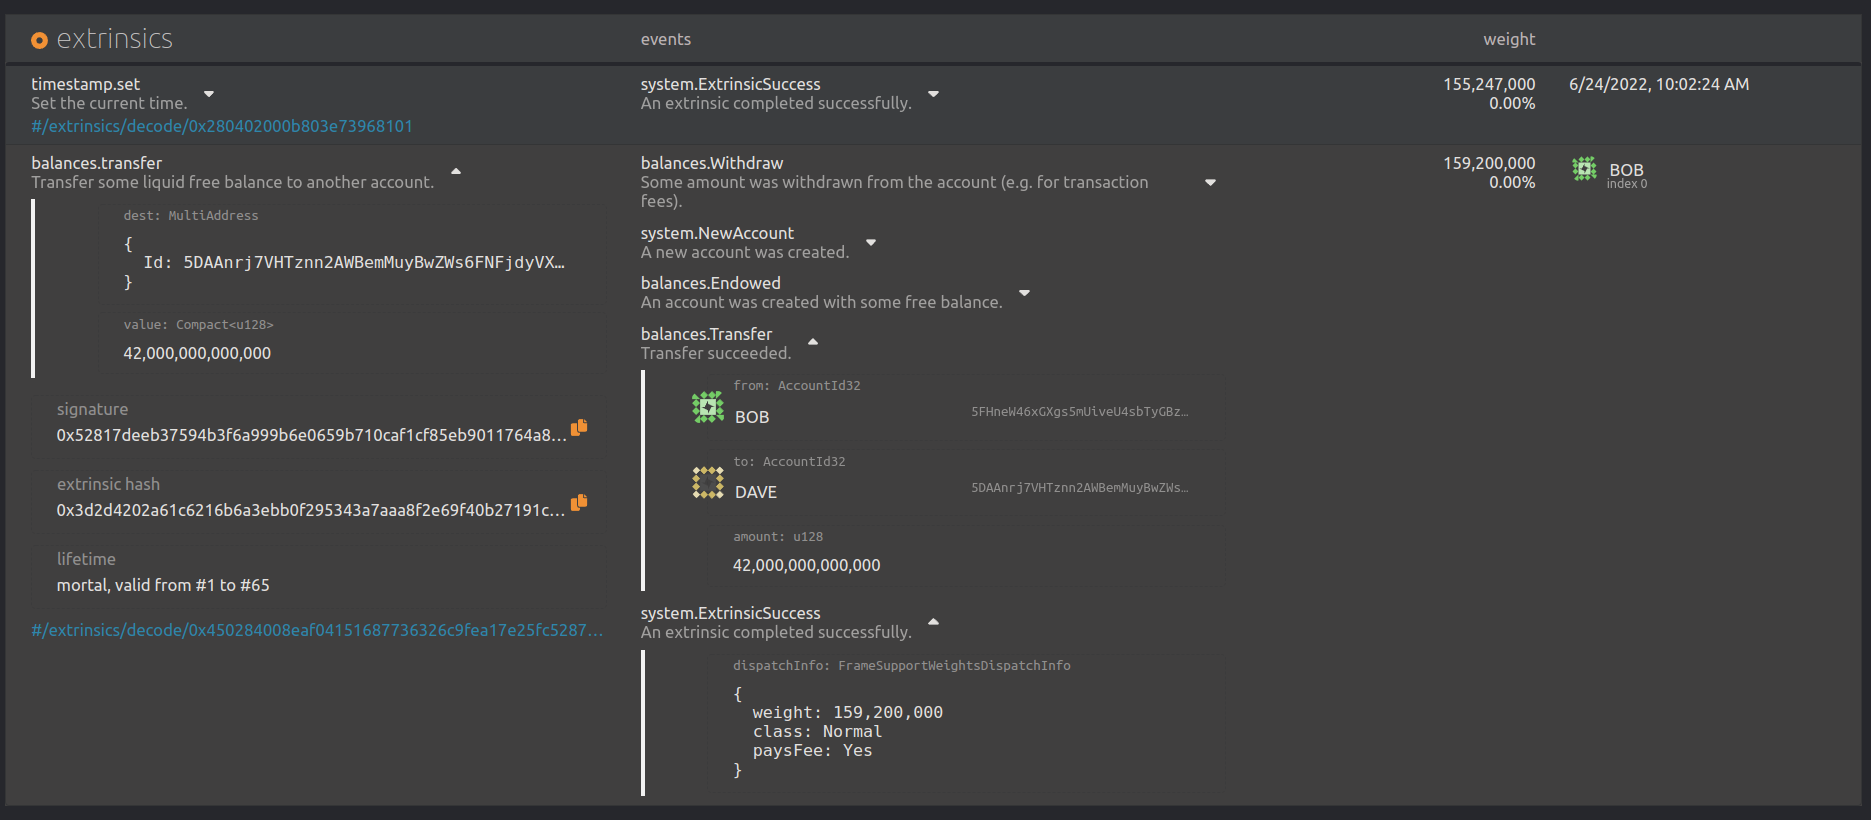 extrinsics
events
weight
timestamp.set
Set the current time.
#/extrinsics/decode/0x280402000b803e73968101
system.ExtrinsicSuccess
An extrinsic completed successfully.
155,247,000
0.00%
6/24/2022, 10:02:24 AM
balances.transfer
Transfer some liquid free balance to another account.
dest: MultiAddress
{
Id: 5DAAnrj7VHTznn2AWBemMuyBwZWs6FNFjdyVX…
}
value: Compact<u128>
42,000,000,000,000
signature
0x52817deeb37594b3f6a999b6e0659b710caf1cf85eb9011764a8…
extrinsic hash
0x3d2d4202a61c6216b6a3ebb0f295343a7aaa8f2e69f40b27191c…
lifetime
mortal, valid from #1 to #65
#/extrinsics/decode/0x450284008eaf04151687736326c9fea17e25fc5287…
balances.Withdraw
Some amount was withdrawn from the account (e.g. for transaction
fees).
system.NewAccount
A new account was created.
balances.Endowed
An account was created with some free balance.
balances.Transfer
Transfer succeeded.
from: AccountId32
BOB
5FHneW46xGXgs5mUiveU4sbTyGBz…
to: AccountId32
DAVE
5DAAnrj7VHTznn2AWBemMuyBwZWs…
amount: u128
42,000,000,000,000
system.ExtrinsicSuccess
An extrinsic completed successfully.
dispatchInfo: FrameSupportWeightsDispatchInfo
{
weight: 159,200,000
class: Normal
paysFee: Yes
}
159,200,000
0.00%
BOB
index 0